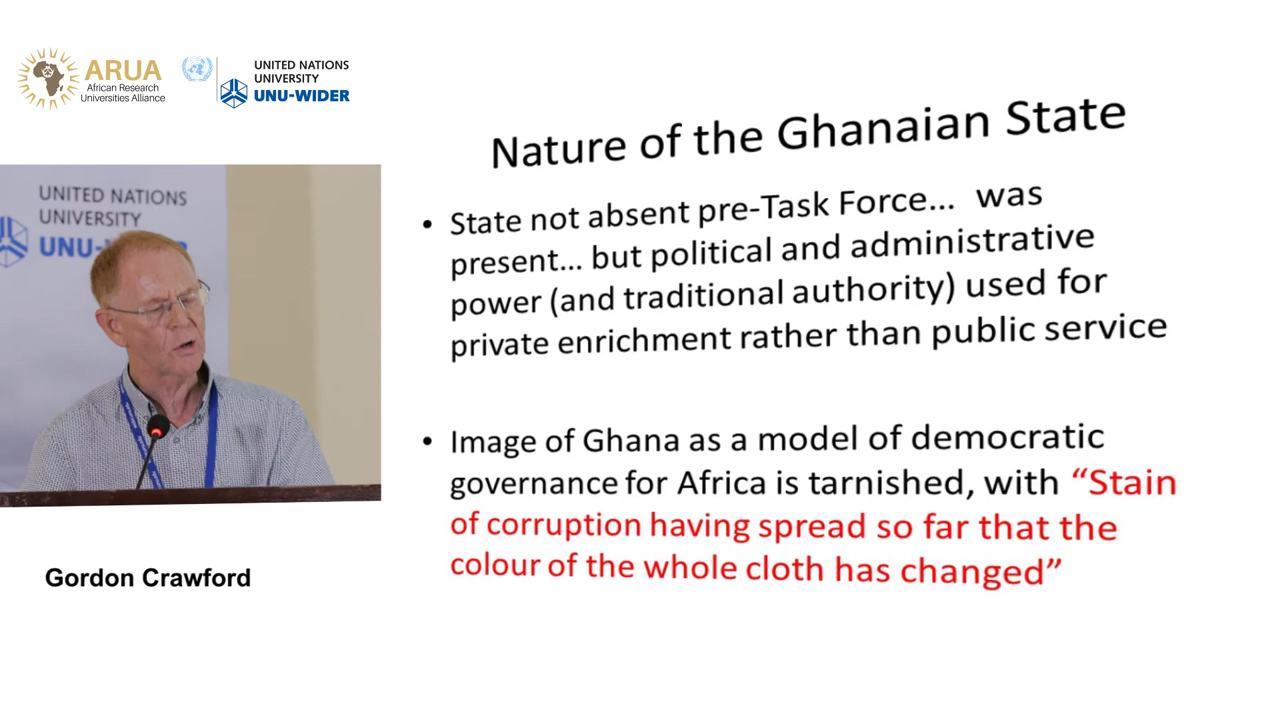 ARUA
African Research
Universities Alliance
UNITED NATIONS
UNIVERSITY
UNU-WIDER
Nature of the Ghanaian State
• State not absent pre-Task Force... was
present... but political and administrative
power (and traditional authority) used for
private enrichment rather than public service
• Image of Ghana as a model of democratic
governance for Africa is tarnished, with “Stain
of corruption having spread so far that the
colour of the whole cloth has changed”
UNITED NATIONS
UNIVERSITY
Gordon Crawford